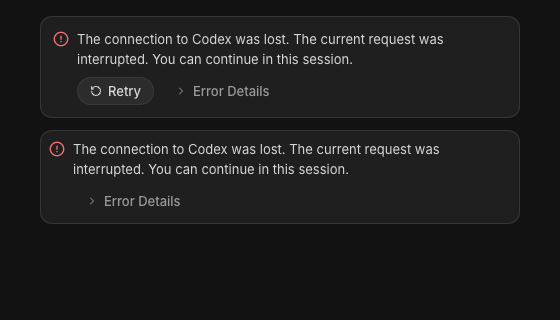 The connection to Codex was lost. The current request was
interrupted. You can continue in this session.
Retry
Error Details
The connection to Codex was lost. The current request was
interrupted. You can continue in this session.
Error Details